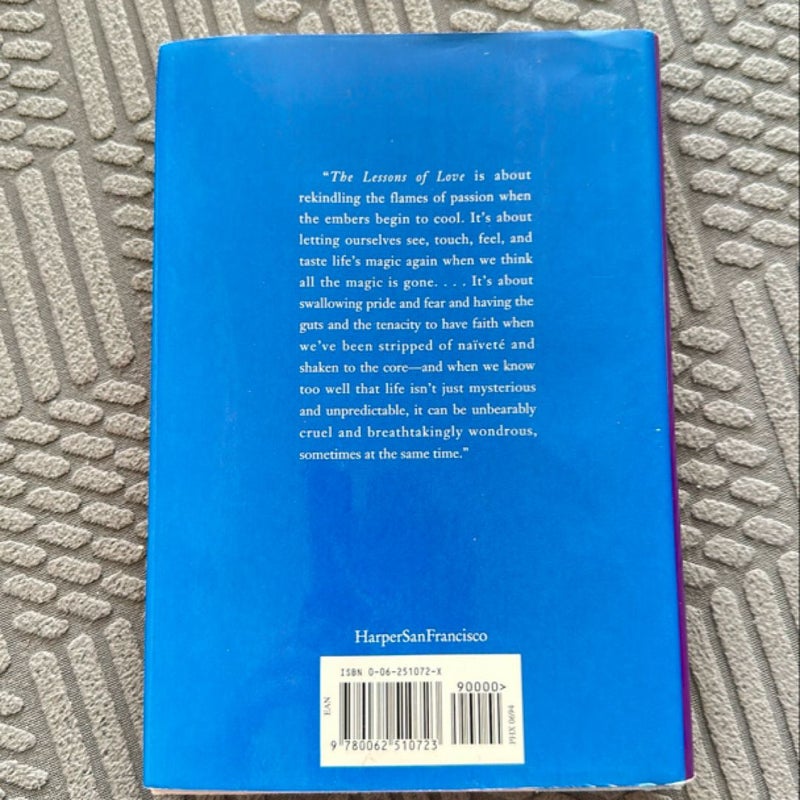 “The Lessons of Love is about
rekindling the flames of passion when
the embers begin to cool. It’s about
letting ourselves see, touch, feel, and
taste life’s magic again when we think
all the magic is gone. . . . It’s about
swallowing pride and fear and having the
guts and the tenacity to have faith when
we’ve been stripped of naïveté and
shaken to the core—and when we know
too well that life isn’t just mysterious
and unpredictable, it can be unbearably
cruel and breathtakingly wondrous,
sometimes at the same time.”
HarperSanFrancisco
ISBN 0-06-251072-X
90000>
EAN
9 780062 510723
PHX 0694